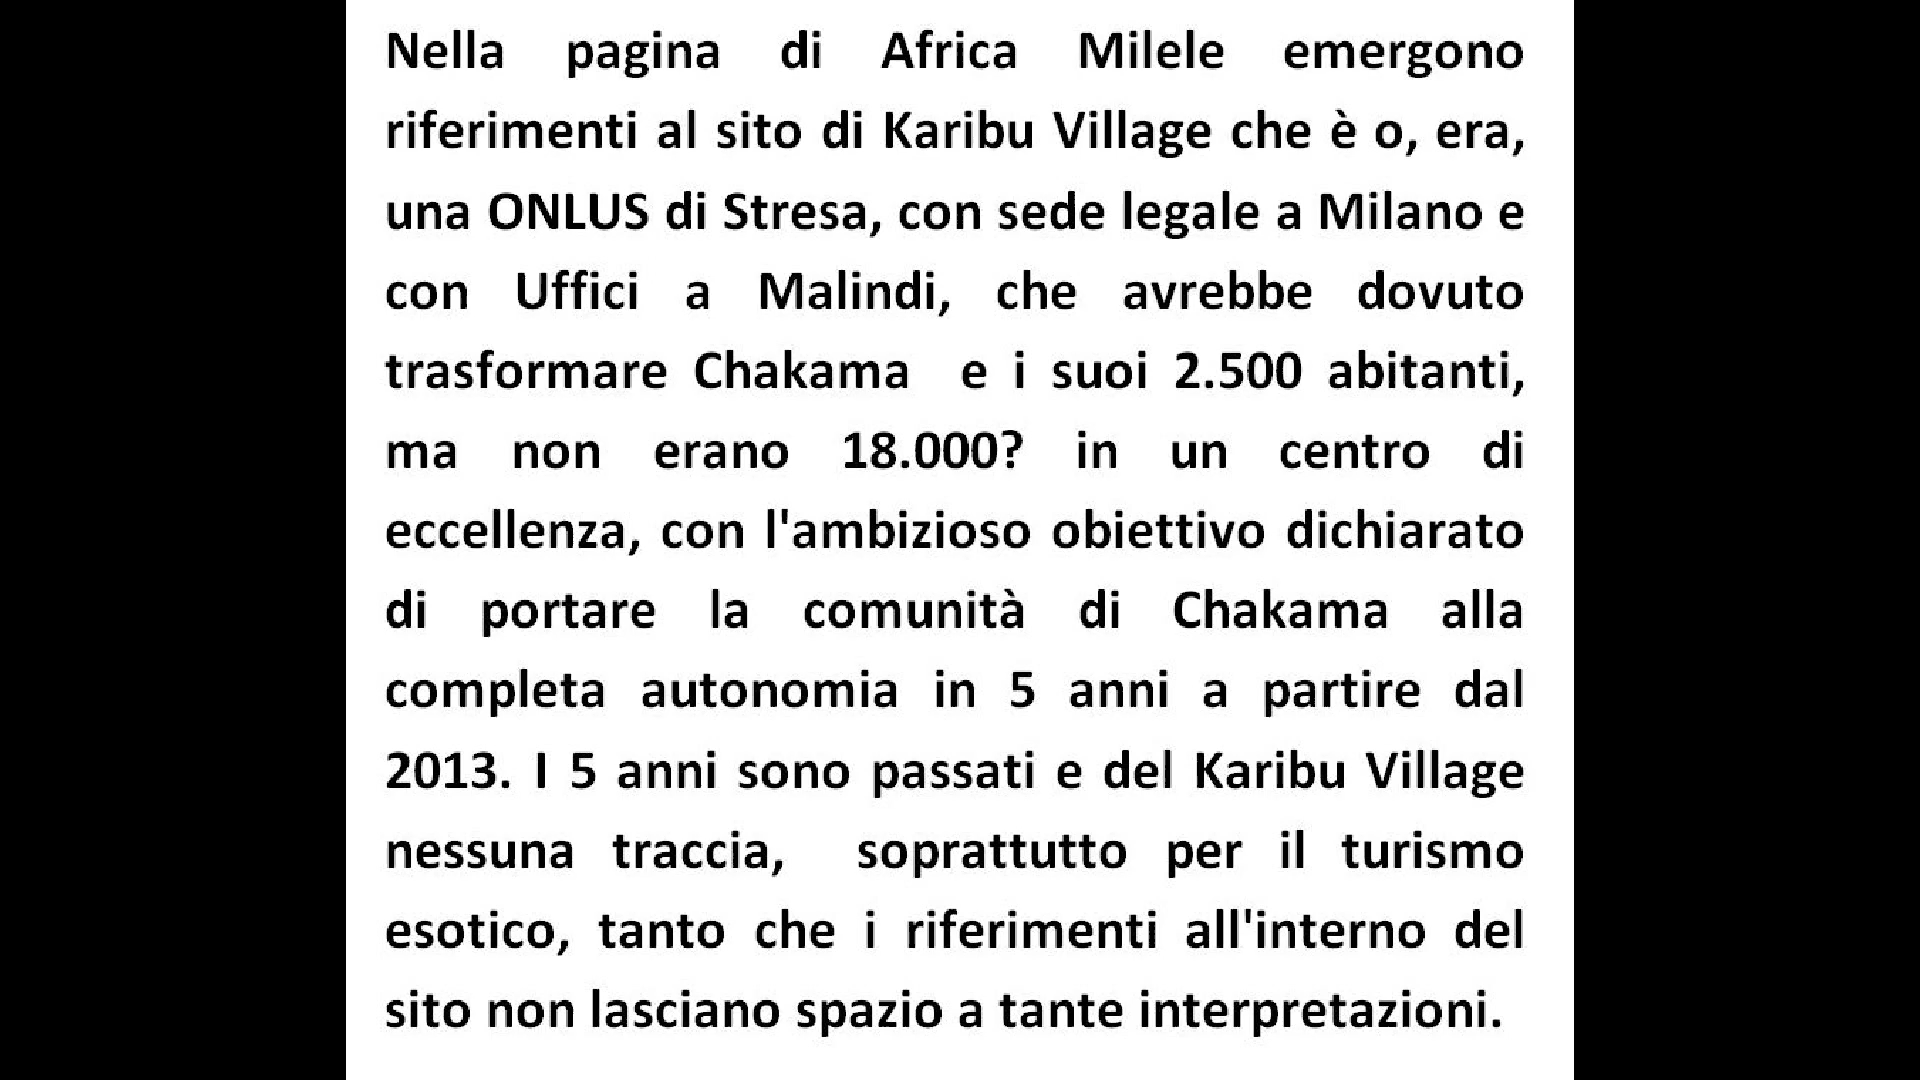 Nella pagina di Africa Milele emergono
riferimenti al sito di Karibu Village che è o, era,
una ONLUS di Stresa, con sede legale a Milano e
con Uffici a Malindi, che avrebbe dovuto
trasformare Chakama e i suoi 2.500 abitanti,
ma non erano 18.000? in un centro di
eccellenza, con l'ambizioso obiettivo dichiarato
di portare la comunità di Chakama alla
completa autonomia in 5 anni a partire dal
2013. I 5 anni sono passati e del Karibu Village
nessuna traccia, soprattutto per il turismo
esotico, tanto che i riferimenti all'interno del
sito non lasciano spazio a tante interpretazioni.